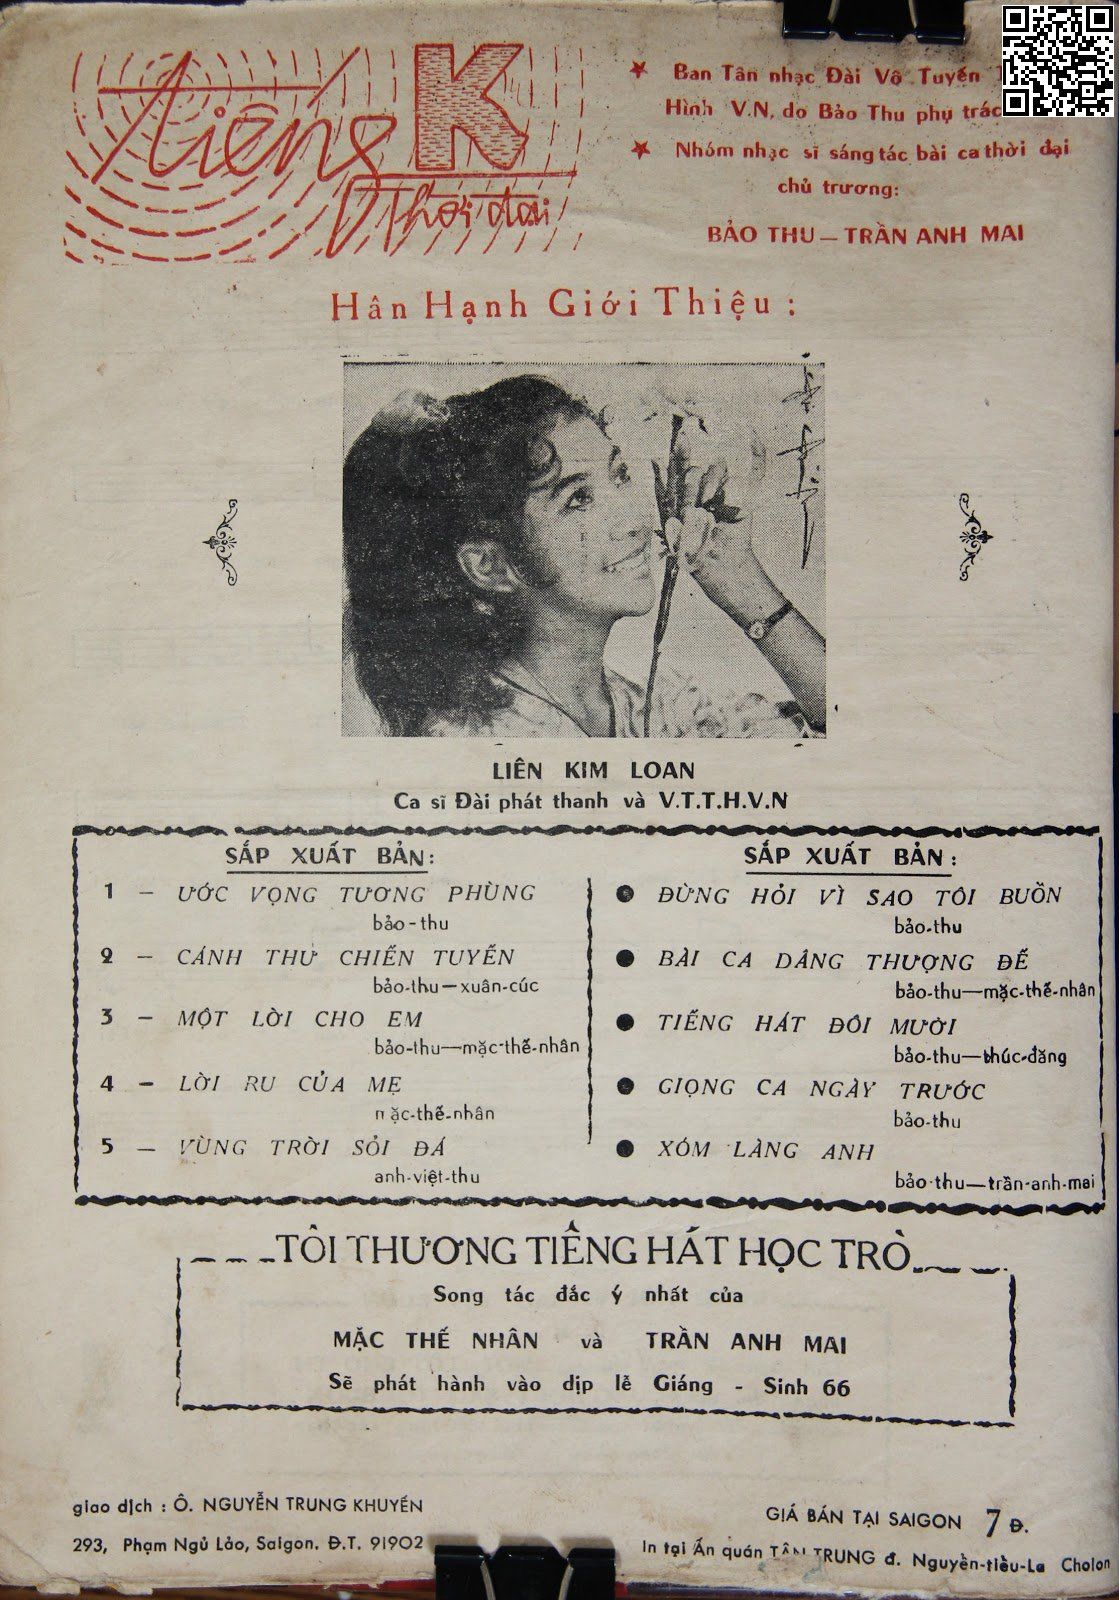 Tiếng K
Thời đại
★ Ban Tân nhạc Đài Vô Tuyến
Hình V.N. do Bảo Thu phụ trác
★ Nhóm nhạc sĩ sáng tác bài ca thời đại
chủ trương:
BẢO THU — TRẦN ANH MAI
Hân Hạnh Giới Thiệu :
LIÊN KIM LOAN
Ca sĩ Đài phát thanh và V.T.T.H.V.N
SẮP XUẤT BẢN:
1 — ƯỚC VỌNG TƯƠNG PHÙNG
bảo-thu
2 — CÁNH THƯ CHIẾN TUYẾN
bảo-thu—xuân-cúc
3 — MỘT LỜI CHO EM
bảo-thu—mặc-thế-nhân
4 — LỜI RU CỦA MẸ
mặc-thế-nhân
5 — VÙNG TRỜI SỎI ĐÁ
anh-việt-thu
SẮP XUẤT BẢN :
● ĐỪNG HỎI VÌ SAO TÔI BUỒN
bảo-thu
● BÀI CA DÂNG THƯỢNG ĐẾ
bảo-thu—mặc-thế-nhân
● TIẾNG HÁT ĐÔI MƯƠI
bảo-thu—thúc-đăng
● GIỌNG CA NGÀY TRƯỚC
bảo-thu
● XÓM LÀNG ANH
bảo-thu—trần-anh-mai
TÔI THƯƠNG TIẾNG HÁT HỌC TRÒ
Song tác đắc ý nhất của
MẶC THẾ NHÂN và TRẦN ANH MAI
Sẽ phát hành vào dịp lễ Giáng - Sinh 66
giao dịch : Ô. NGUYỄN TRUNG KHUYẾN
293, Phạm Ngủ Lảo, Saigon. Đ.T. 91902
GIÁ BÁN TẠI SAIGON 7 Đ.
In tại Ấn quán TÂN TRUNG đ. Nguyễn-tiều-La Cholon